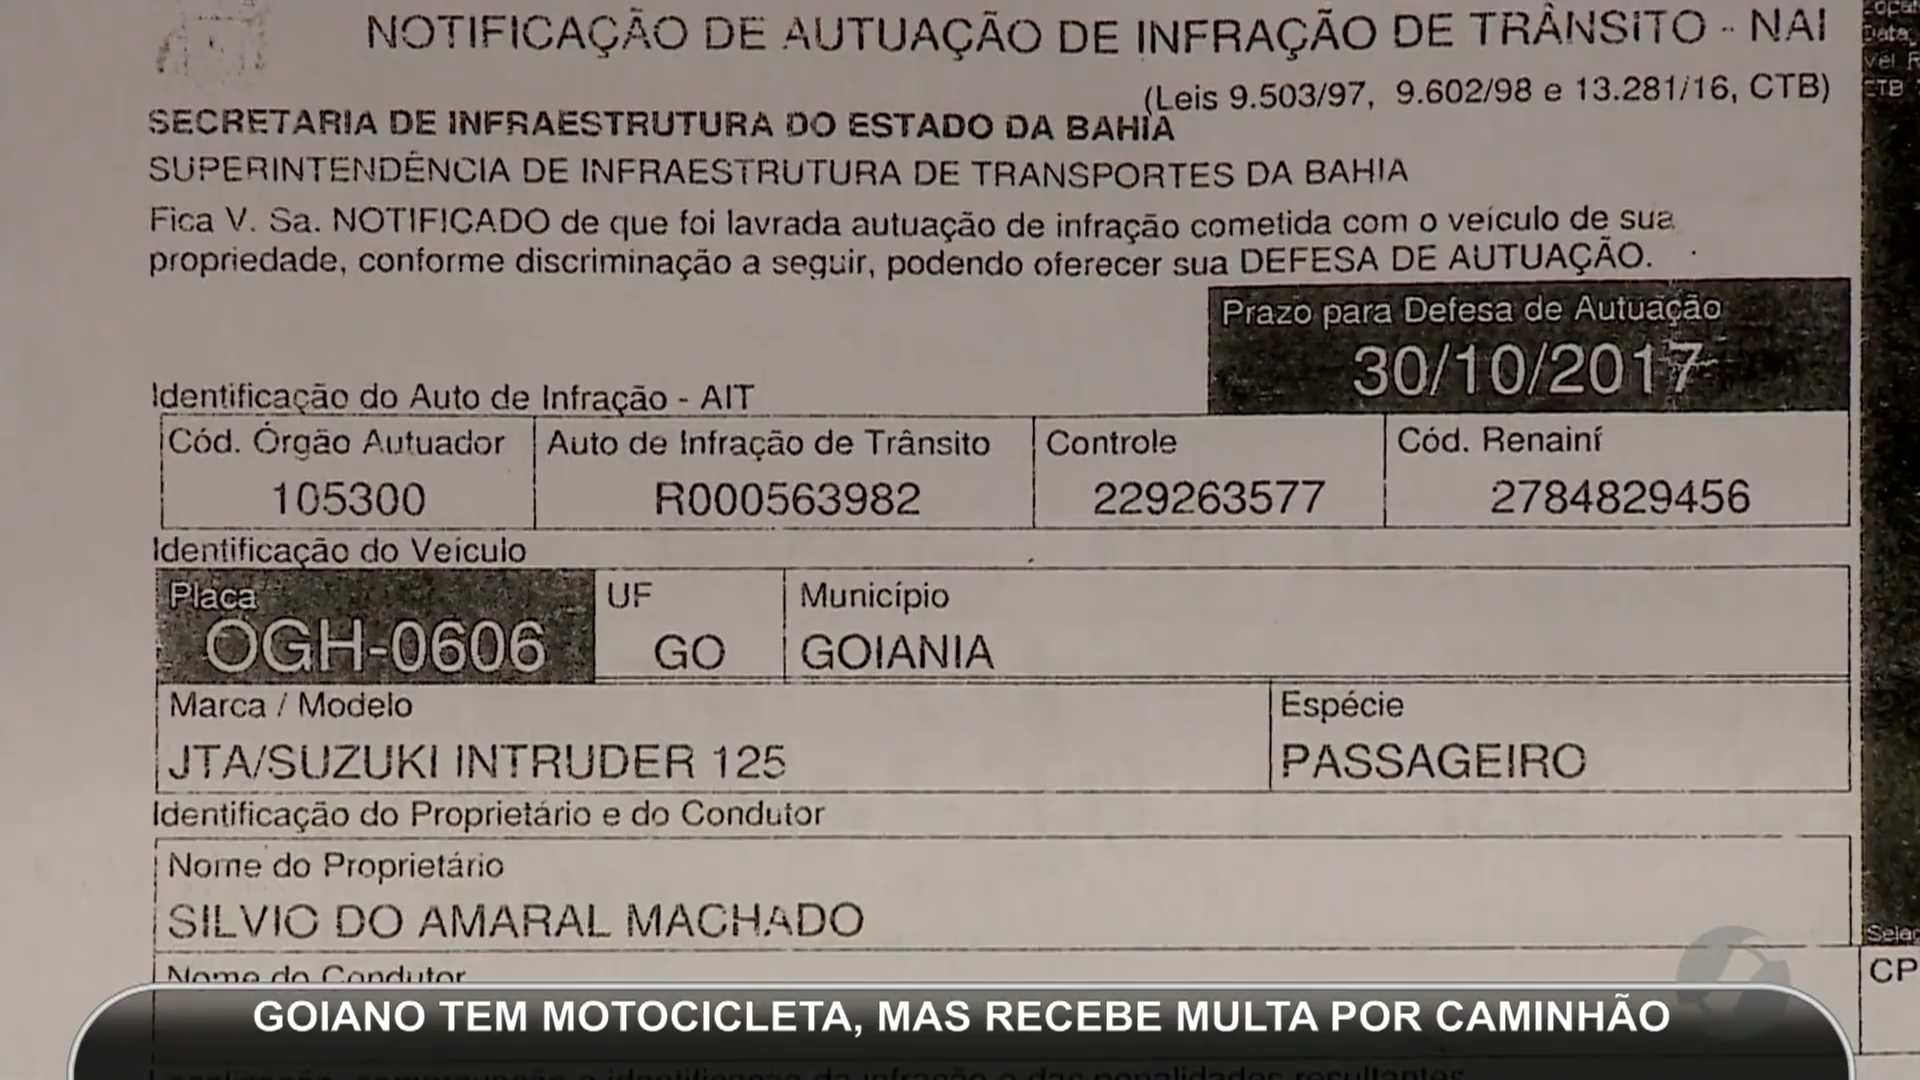 NOTIFICAÇÃO DE AUTUAÇÃO DE INFRAÇÃO DE TRÂNSITO - NAI
(Leis 9.503/97, 9.602/98 e 13.281/16, CTB)
SECRETARIA DE INFRAESTRUTURA DO ESTADO DA BAHIA
SUPERINTENDÊNCIA DE INFRAESTRUTURA DE TRANSPORTES DA BAHIA
Fica V. Sa. NOTIFICADO de que foi lavrada autuação de infração cometida com o veículo de sua
propriedade, conforme discriminação a seguir, podendo oferecer sua DEFESA DE AUTUAÇÃO.
Prazo para Defesa de Autuação
30/10/2017
Identificação do Auto de Infração - AIT
Cód. Órgão Autuador Auto de Infração de Trânsito Controle Cód. Renainf
105300 R000563982 229263577 2784829456
Identificação do Veículo
Placa UF Município
OGH-0606 GO GOIANIA
Marca / Modelo Espécie
JTA/SUZUKI INTRUDER 125 PASSAGEIRO
Identificação do Proprietário e do Condutor
Nome do Proprietário
SILVIO DO AMARAL MACHADO
Nome do Condutor
CP
GOIANO TEM MOTOCICLETA, MAS RECEBE MULTA POR CAMINHÃO